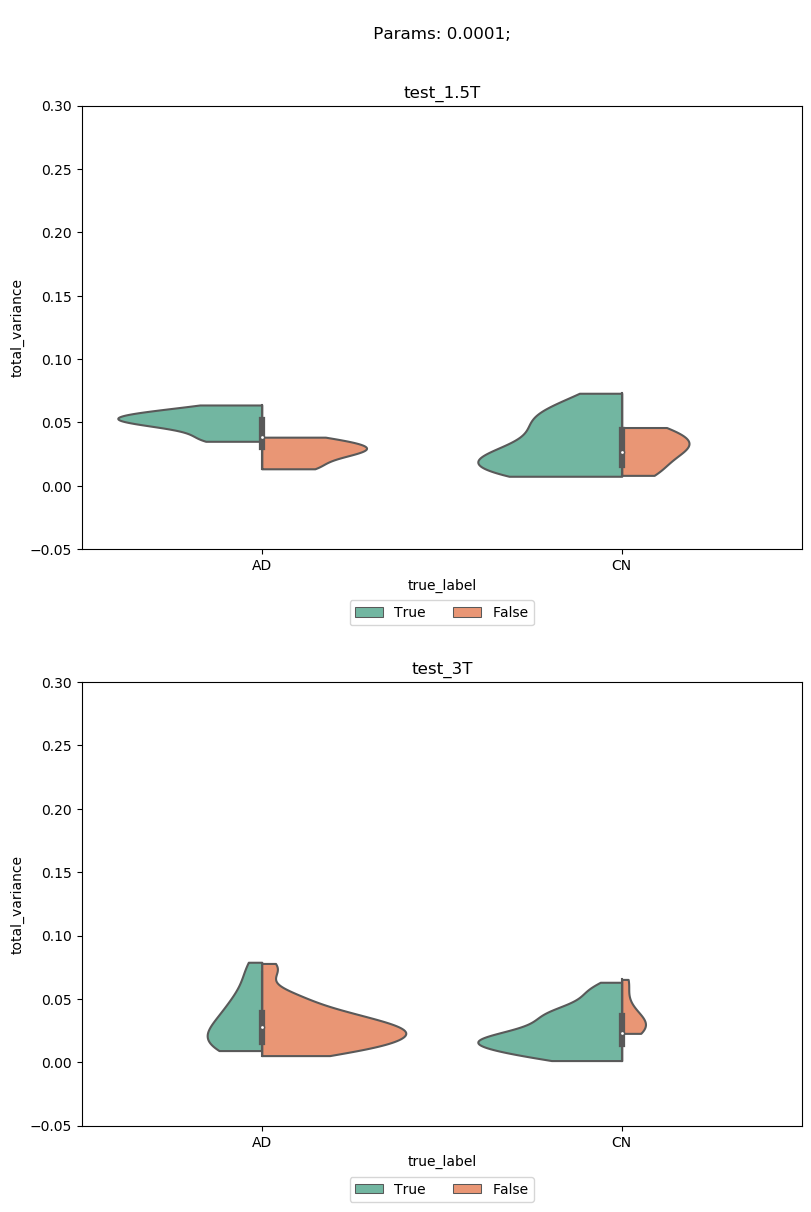 Params: 0.0001;
test_1.5T
0.30
0.25
0.20
0.15
0.10
0.05
0.00
−0.05
total_variance
AD CN
true_label
True False
test_3T
0.30
0.25
0.20
0.15
0.10
0.05
0.00
−0.05
total_variance
AD CN
true_label
True False